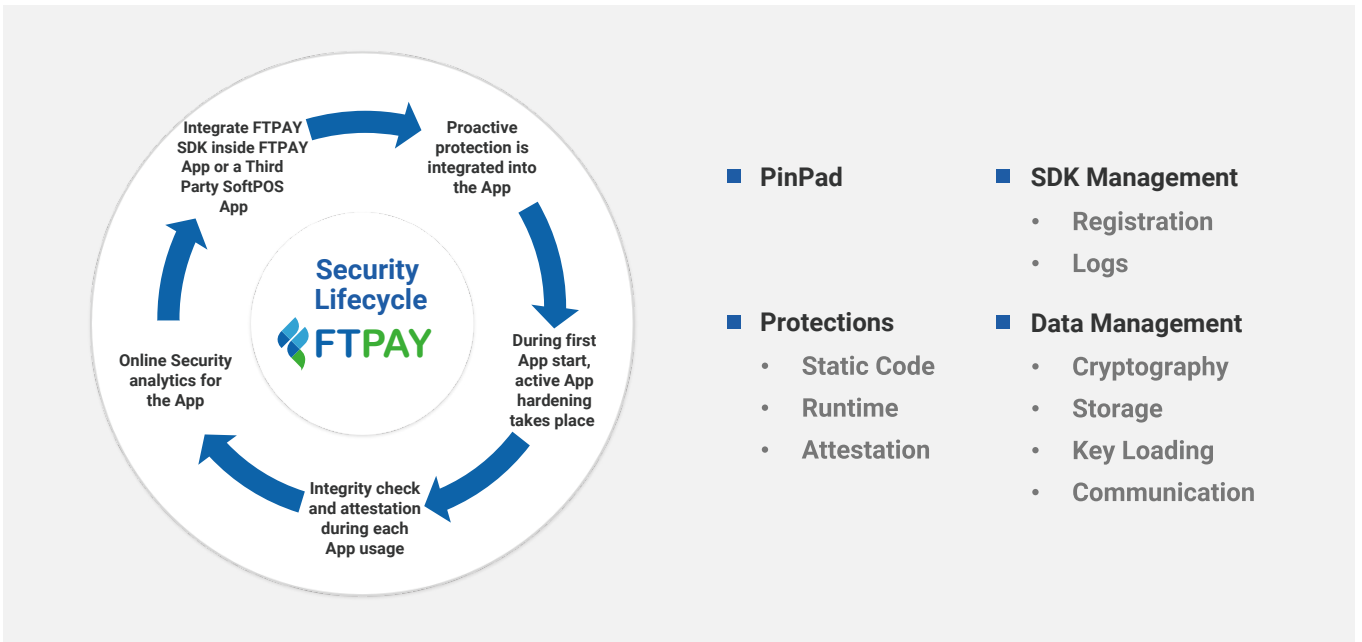 Integrate FTPAY
SDK inside FTPAY
App or a Third
Party SoftPOS
App
Proactive
protection is
integrated into
the App
During first
App start,
active App
hardening
takes place
Integrity check
and attestation
during each
App usage
Online Security
analytics for
the App
Security
Lifecycle
FTPAY
PinPad
Protections
• Static Code
• Runtime
• Attestation
SDK Management
• Registration
• Logs
Data Management
• Cryptography
• Storage
• Key Loading
• Communication